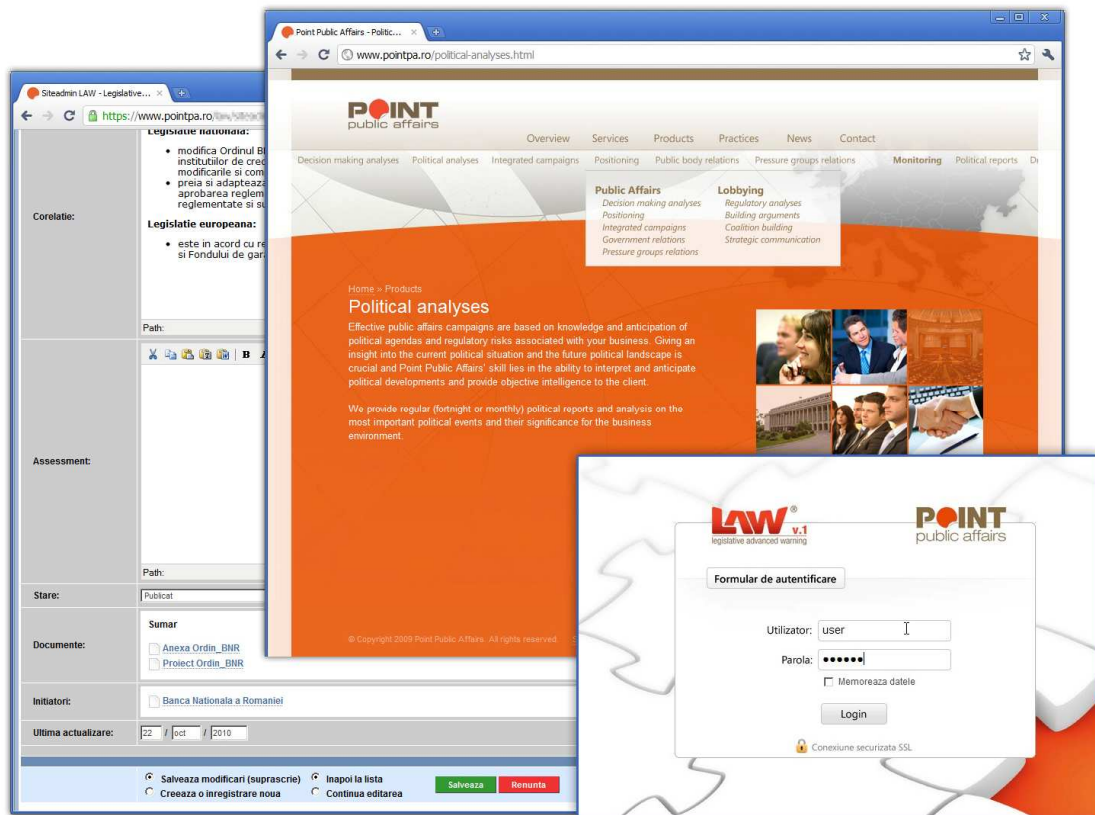 Point Public Affairs - Politic...
www.pointpa.ro/political-analyses.html
POINT
public affairs
Overview Services Products Practices News Contact
Decision making analyses Political analyses Integrated campaigns Positioning Public body relations Pressure groups relations Monitoring Political reports
Public Affairs
Decision making analyses
Positioning
Integrated campaigns
Government relations
Pressure groups relations
Lobbying
Regulatory analyses
Building arguments
Coalition building
Strategic communication
Home » Products
Political analyses
Effective public affairs campaigns are based on knowledge and anticipation of
political agendas and regulatory risks associated with your business. Giving an
insight into the current political situation and the future political landscape is
crucial and Point Public Affairs' skill lies in the ability to interpret and anticipate
political developments and provide objective intelligence to the client.
We provide regular (fortnight or monthly) political reports and analysis on the
most important political events and their significance for the business
environment.
© Copyright 2009 Point Public Affairs. All rights reserved
Siteadmin LAW - Legislative...
https://www.pointpa.ro/
Legislatie nationala:
modifica Ordinul
institutiilor de
modificarile si
preia si adapteaza
aprobarea
reglementate si
Corelatie:
Legislatie europeana:
este in acord cu
si Fondului de
Path:
B
Assessment:
Path:
Stare:
Publicat
Sumar
Documente:
Anexa Ordin_BNR
Proiect Ordin_BNR
Initiatori:
Banca Nationala a Romaniei
Ultima actualizare:
22 / oct / 2010
Salveaza modificari (suprascrie) Inapoi la lista
Creeaza o inregistrare noua Continua editarea
Salveaza Renunta
LAW® v.1
legislative advanced warning
POINT
public affairs
Formular de autentificare
Utilizator: user
Parola: ••••••
Memoreaza datele
Login
Conexiune securizata SSL